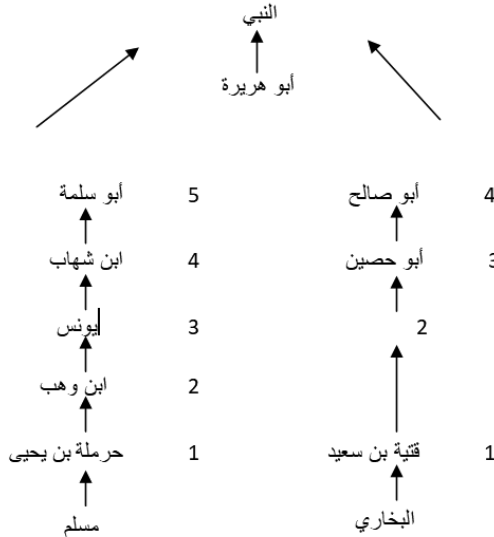 النبي
أبو هريرة
أبو سلمة 5 أبو صالح 4
ابن شهاب 4 أبو حصين 3
يونس 3 2
ابن وهب 2
حرملة بن يحيى 1 قتية بن سعيد 1
مسلم البخاري